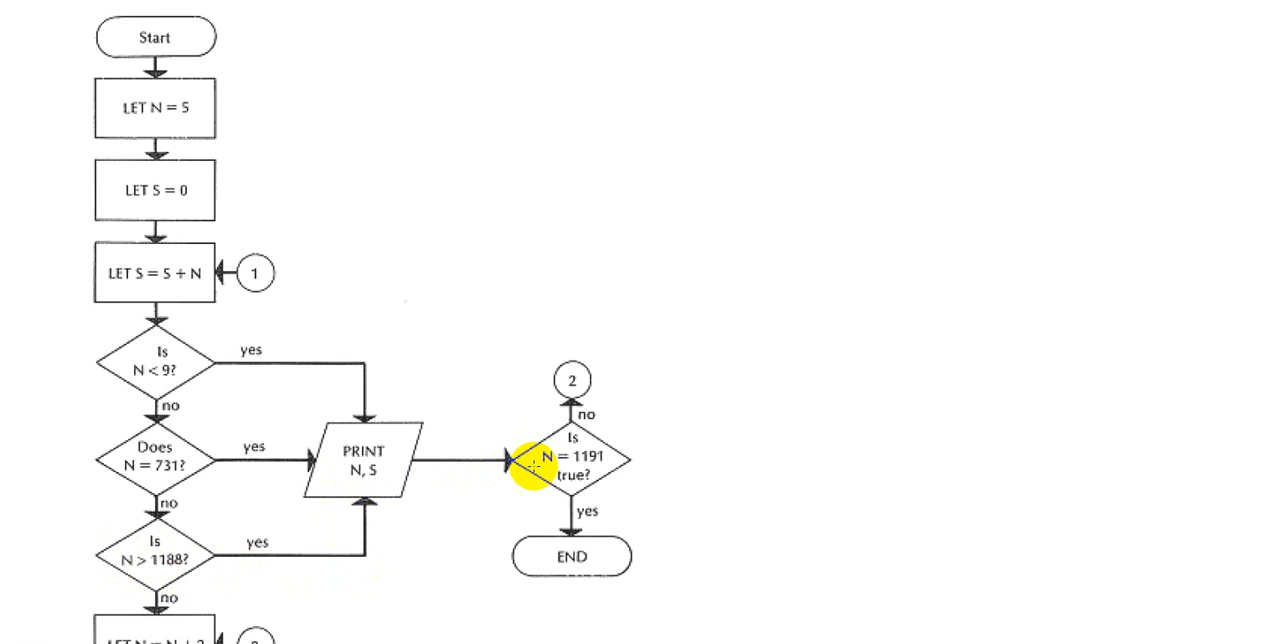 Start
LET N = 5
LET S = 0
LET S = S + N
1
Is
N < 9?
yes
no
Does
N = 731?
yes
no
Is
N > 1188?
yes
no
PRINT
N, S
2
no
Is
N = 1191
true?
yes
END